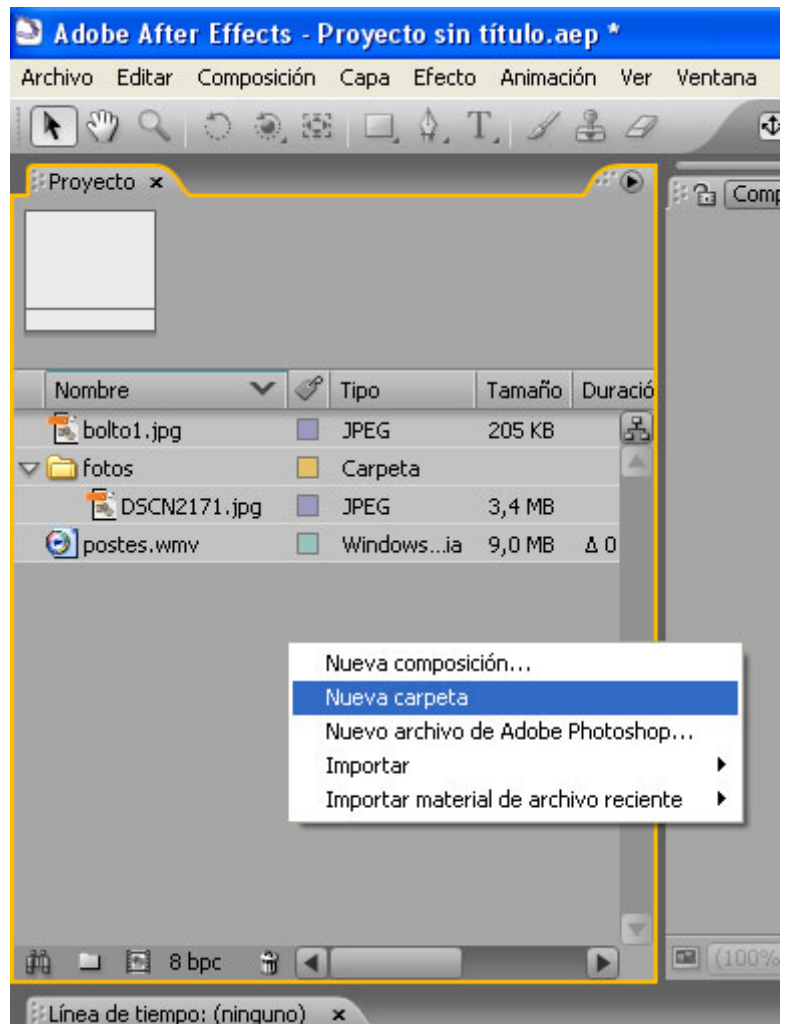 Adobe After Effects - Proyecto sin título.aep *
Archivo Editar Composición Capa Efecto Animación Ver Ventana
Proyecto x
Comp
Nombre Tipo Tamaño Duració
bolto1.jpg JPEG 205 KB
fotos Carpeta
DSCN2171.jpg JPEG 3,4 MB
postes.wmv Windows...ia 9,0 MB Δ 0
Nueva composición...
Nueva carpeta
Nuevo archivo de Adobe Photoshop...
Importar
Importar material de archivo reciente
8 bpc
(100%
Línea de tiempo: (ninguno) x